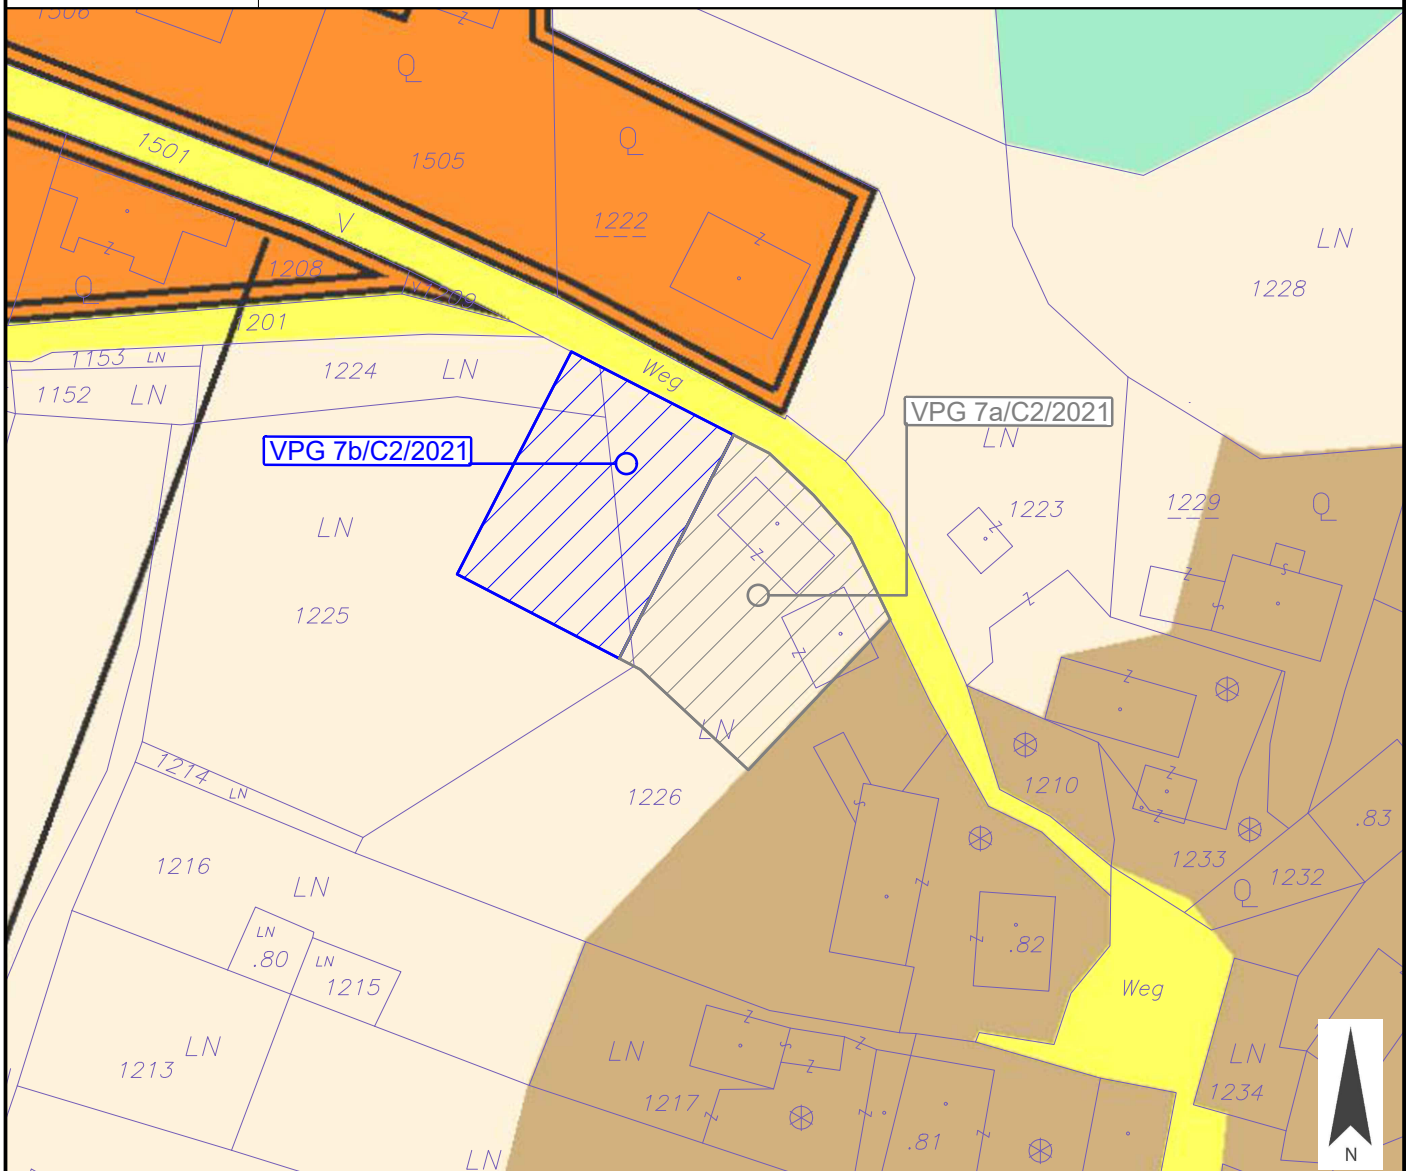 1506
Z
Q
Q
1501
1505
V
1222
Z
Z
LN
1208
Q
1228
1209
1201
1153 LN
1224
LN
Weg
1152
LN
VPG 7a/C2/2021
LN
VPG 7b/C2/2021
1229
Q
1223
LN
Z
Z
Z
S
Z
S
1225
Z
Z
LN
Z
1214
LN
Z
1226
1210
S
Z
.83
1216
1233
LN
Q
1232
Z
LN
.80
LN
Z
.82
1215
Weg
Z
LN
LN
S
Z
Z
LN
1213
1234
1217
Z
Z
.81
Z
LN
N